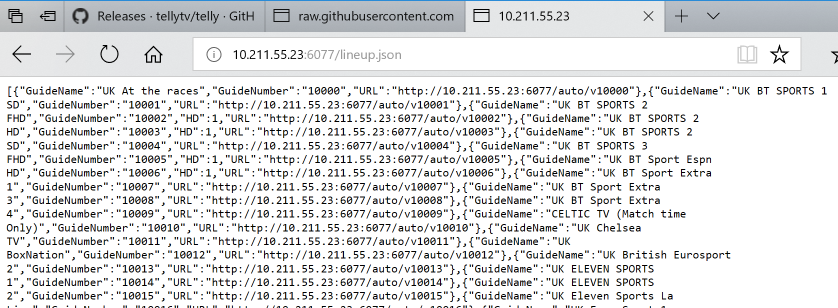 Releases · tellytv/telly · GitH
raw.githubusercontent.com
10.211.55.23
10.211.55.23:6077/lineup.json
[{"GuideName":"UK At the races","GuideNumber":"10000","URL":"http://10.211.55.23:6077/auto/v10000"},{"GuideName":"UK BT SPORTS 1
SD","GuideNumber":"10001","URL":"http://10.211.55.23:6077/auto/v10001"},{"GuideName":"UK BT SPORTS 2
FHD","GuideNumber":"10002","HD":1,"URL":"http://10.211.55.23:6077/auto/v10002"},{"GuideName":"UK BT SPORTS 2
HD","GuideNumber":"10003","HD":1,"URL":"http://10.211.55.23:6077/auto/v10003"},{"GuideName":"UK BT SPORTS 2
SD","GuideNumber":"10004","URL":"http://10.211.55.23:6077/auto/v10004"},{"GuideName":"UK BT SPORTS 3
FHD","GuideNumber":"10005","HD":1,"URL":"http://10.211.55.23:6077/auto/v10005"},{"GuideName":"UK BT Sport Espn
HD","GuideNumber":"10006","HD":1,"URL":"http://10.211.55.23:6077/auto/v10006"},{"GuideName":"UK BT Sport Extra
1","GuideNumber":"10007","URL":"http://10.211.55.23:6077/auto/v10007"},{"GuideName":"UK BT Sport Extra
3","GuideNumber":"10008","URL":"http://10.211.55.23:6077/auto/v10008"},{"GuideName":"UK BT Sport Extra
4","GuideNumber":"10009","URL":"http://10.211.55.23:6077/auto/v10009"},{"GuideName":"CELTIC TV (Match time
Only)","GuideNumber":"10010","URL":"http://10.211.55.23:6077/auto/v10010"},{"GuideName":"UK Chelsea
TV","GuideNumber":"10011","URL":"http://10.211.55.23:6077/auto/v10011"},{"GuideName":"UK
BoxNation","GuideNumber":"10012","URL":"http://10.211.55.23:6077/auto/v10012"},{"GuideName":"UK British Eurosport
2","GuideNumber":"10013","URL":"http://10.211.55.23:6077/auto/v10013"},{"GuideName":"UK ELEVEN SPORTS
1","GuideNumber":"10014","URL":"http://10.211.55.23:6077/auto/v10014"},{"GuideName":"UK ELEVEN SPORTS
2","GuideNumber":"10015","URL":"http://10.211.55.23:6077/auto/v10015"},{"GuideName":"UK Eleven Sports La